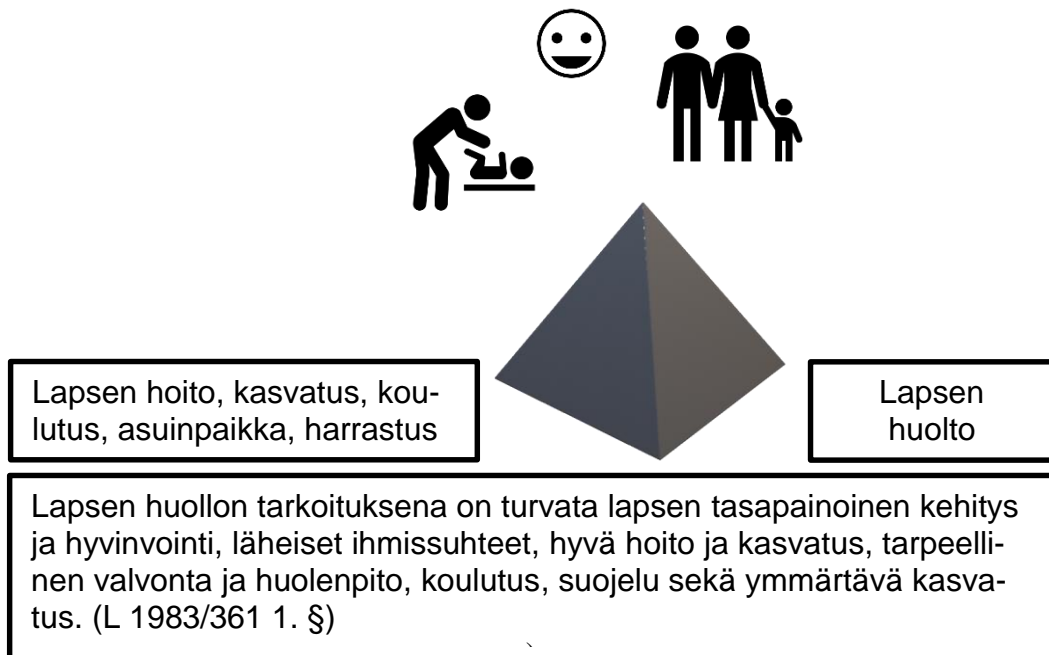 Lapsen hoito, kasvatus, kou-
lutus, asuinpaikka, harrastus
Lapsen
huolto
Lapsen huollon tarkoituksena on turvata lapsen tasapainoinen kehitys
ja hyvinvointi, läheiset ihmissuhteet, hyvä hoito ja kasvatus, tarpeelli-
nen valvonta ja huolenpito, koulutus, suojelu sekä ymmärtävä kasva-
tus. (L 1983/361 1. §)